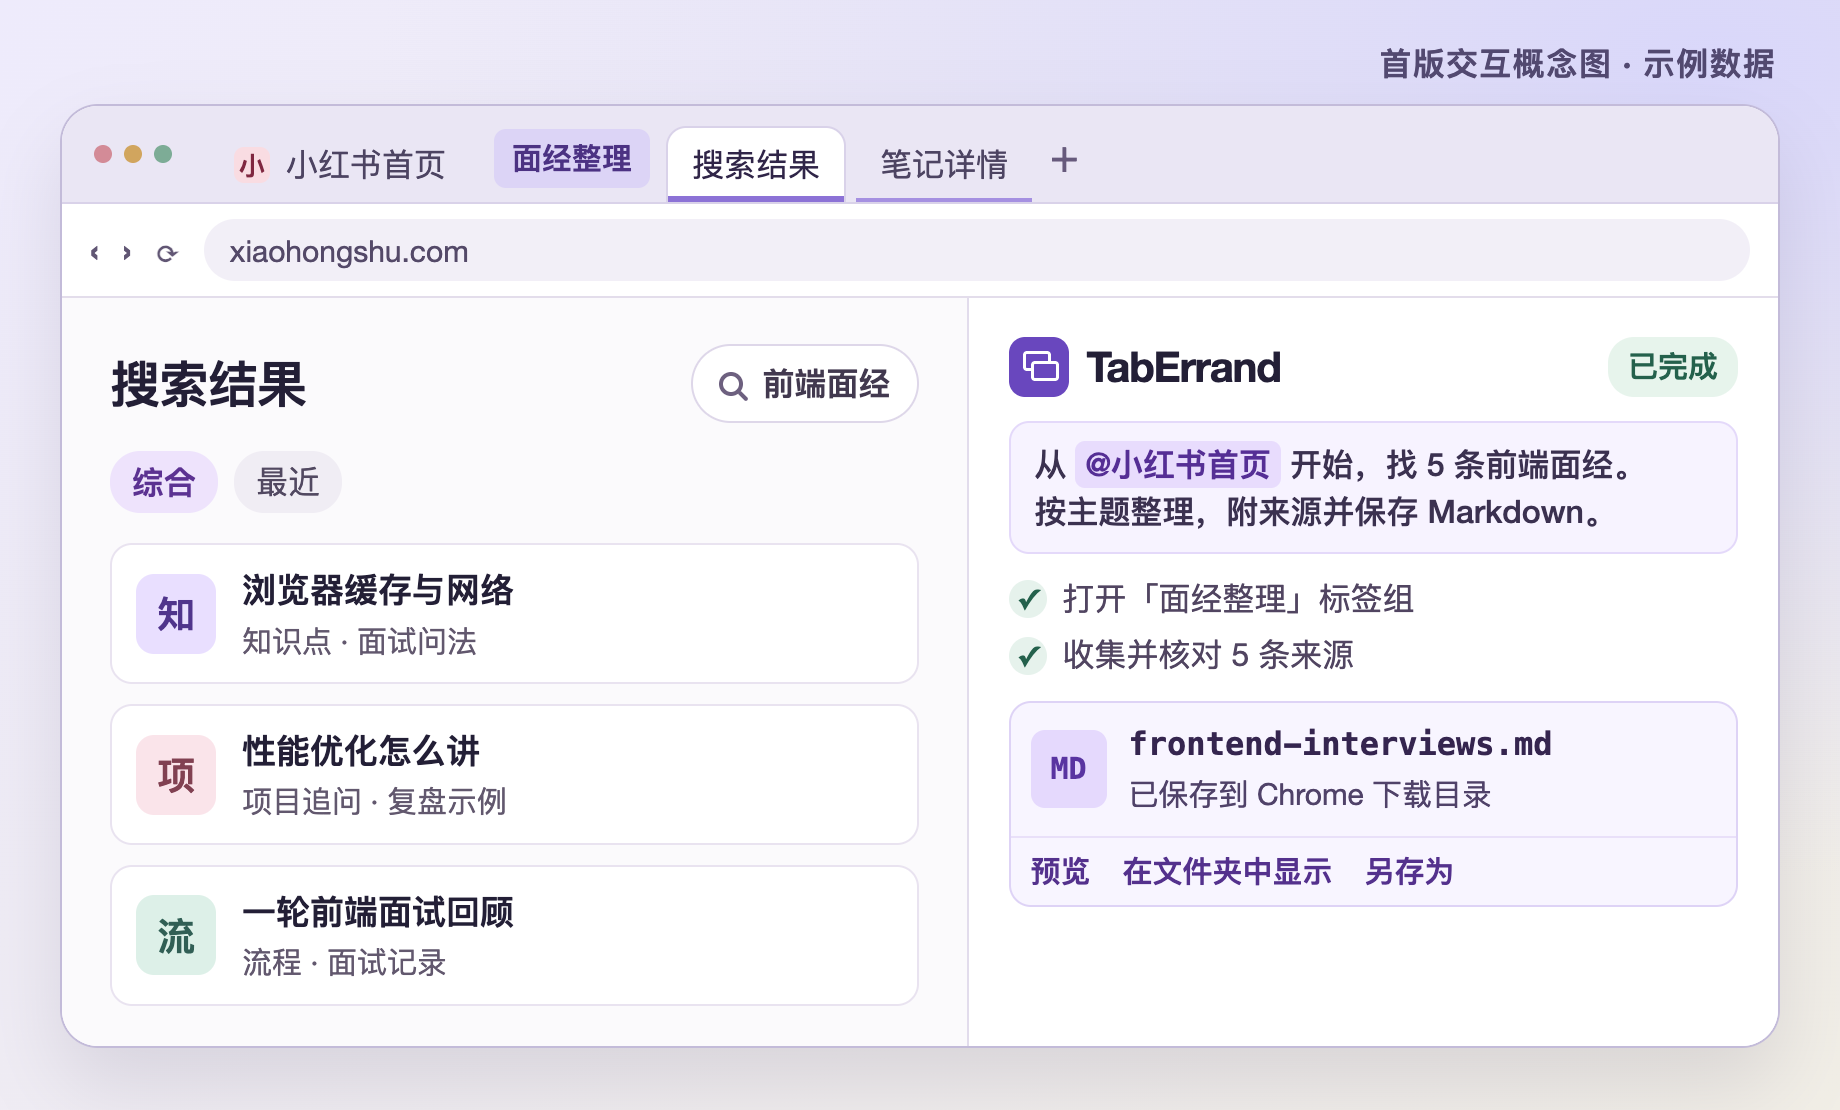 首版交互概念图 · 示例数据
小 小红书首页 面经整理 搜索结果 笔记详情 +
xiaohongshu.com
搜索结果
前端面经
综合 最近
知
浏览器缓存与网络
知识点 · 面试问法
项
性能优化怎么讲
项目追问 · 复盘示例
流
一轮前端面试回顾
流程 · 面试记录
TabErrand
已完成
从 @小红书首页 开始，找 5 条前端面经。
按主题整理，附来源并保存 Markdown。
打开「面经整理」标签组
收集并核对 5 条来源
MD
frontend-interviews.md
已保存到 Chrome 下载目录
预览 在文件夹中显示 另存为